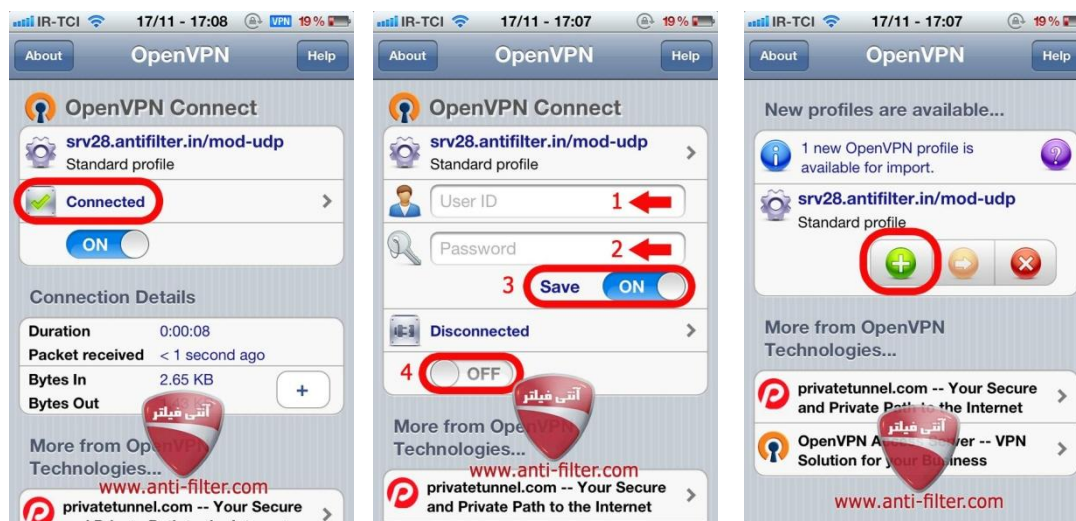 IR-TCI 17/11 - 17:08 VPN 19%
About OpenVPN Help
OpenVPN Connect
srv28.antifilter.in/mod-udp
Standard profile
Connected
ON
Connection Details
Duration 0:00:08
Packet received < 1 second ago
Bytes In 2.65 KB
+
Bytes Out
آنتی فیلتر
More from OpenVPN
Technologies...
www.anti-filter.com
privatetunnel.com -- Your Secure
IR-TCI 17/11 - 17:07 19%
About OpenVPN Help
OpenVPN Connect
srv28.antifilter.in/mod-udp
Standard profile
User ID 1
Password 2
3 Save ON
Disconnected
4 OFF
آنتی فیلتر
More from OpenVPN
Technologies...
www.anti-filter.com
privatetunnel.com -- Your Secure
and Private Path to the Internet
IR-TCI 17/11 - 17:07 19%
About OpenVPN Help
New profiles are available...
1 new OpenVPN profile is
available for import.
srv28.antifilter.in/mod-udp
Standard profile
More from OpenVPN
Technologies...
privatetunnel.com -- Your Secure
and Private Path to the Internet
آنتی فیلتر
OpenVPN Access Server -- VPN
Solution for your Business
www.anti-filter.com